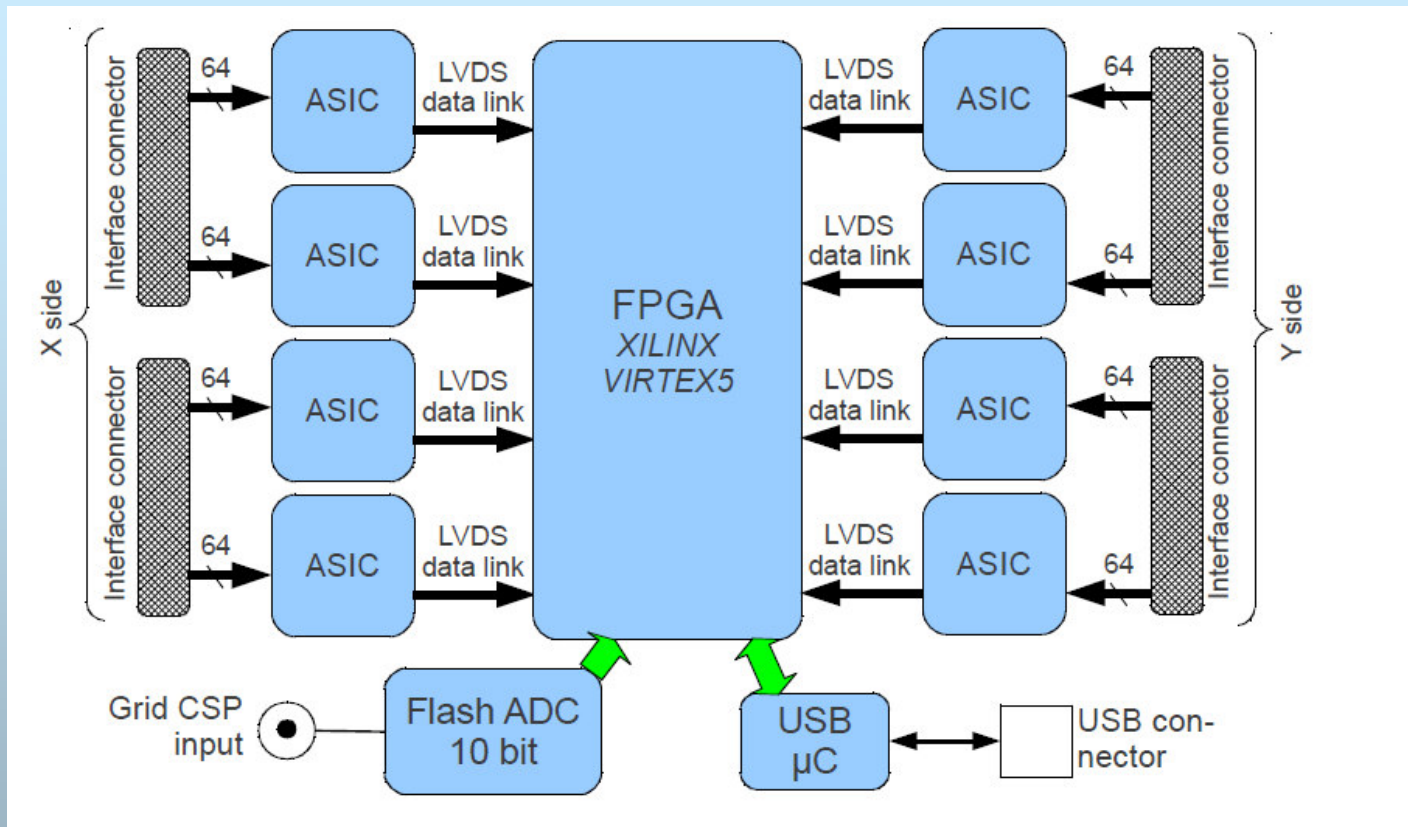 X side
Interface connector
64
ASIC
LVDS
data link
64
ASIC
LVDS
data link
Interface connector
64
ASIC
LVDS
data link
64
ASIC
LVDS
data link
FPGA
XILINX
VIRTEX5
LVDS
data link
ASIC
64
LVDS
data link
ASIC
64
Interface connector
LVDS
data link
ASIC
64
LVDS
data link
ASIC
64
Interface connector
Y side
Grid CSP
input
Flash ADC
10 bit
USB
µC
USB con-
nector